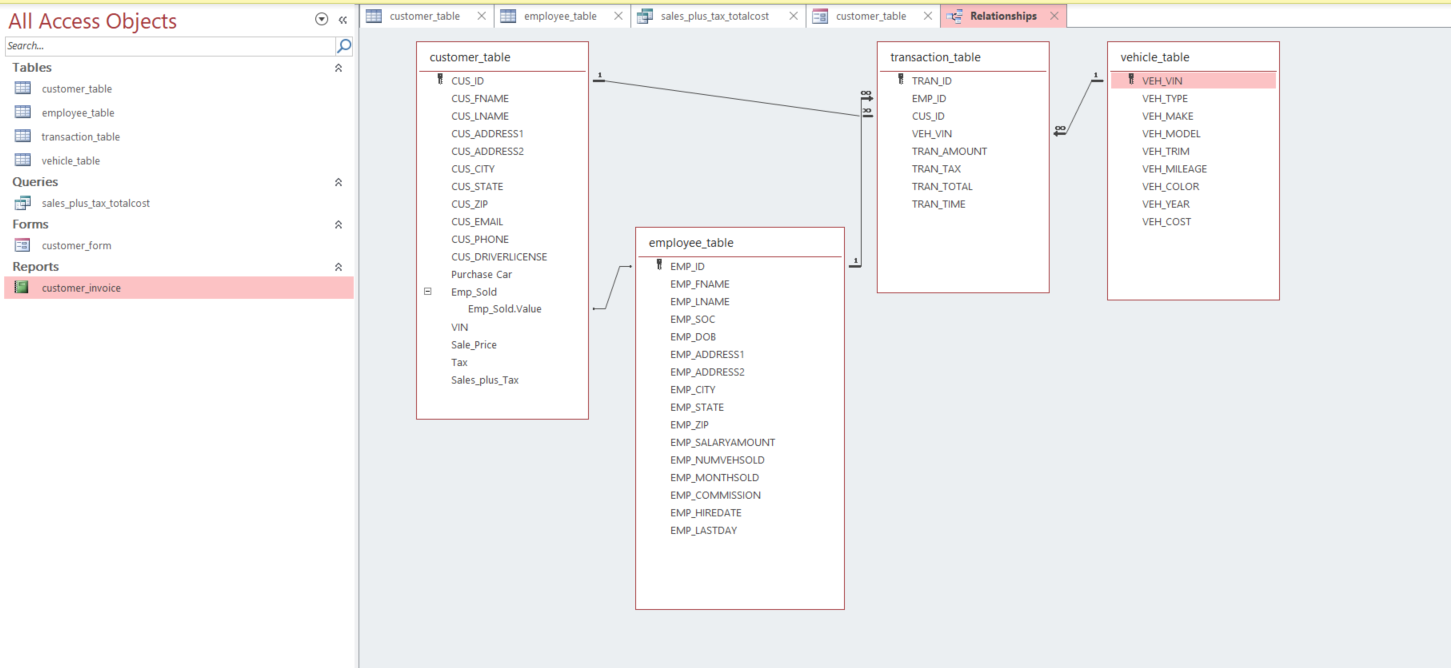 All Access Objects
Search...
Tables
customer_table
employee_table
transaction_table
vehicle_table
Queries
sales_plus_tax_totalcost
Forms
customer_form
Reports
customer_invoice
customer_table
employee_table
sales_plus_tax_totalcost
customer_table
Relationships
customer_table
CUS_ID
CUS_FNAME
CUS_LNAME
CUS_ADDRESS1
CUS_ADDRESS2
CUS_CITY
CUS_STATE
CUS_ZIP
CUS_EMAIL
CUS_PHONE
CUS_DRIVERLICENSE
Purchase Car
Emp_Sold
Emp_Sold.Value
VIN
Sale_Price
Tax
Sales_plus_Tax
1
employee_table
EMP_ID
EMP_FNAME
EMP_LNAME
EMP_SOC
EMP_DOB
EMP_ADDRESS1
EMP_ADDRESS2
EMP_CITY
EMP_STATE
EMP_ZIP
EMP_SALARYAMOUNT
EMP_NUMVEHSOLD
EMP_MONTHSOLD
EMP_COMMISSION
EMP_HIREDATE
EMP_LASTDAY
1
∞
∞
transaction_table
TRAN_ID
EMP_ID
CUS_ID
VEH_VIN
TRAN_AMOUNT
TRAN_TAX
TRAN_TOTAL
TRAN_TIME
∞
1
vehicle_table
VEH_VIN
VEH_TYPE
VEH_MAKE
VEH_MODEL
VEH_TRIM
VEH_MILEAGE
VEH_COLOR
VEH_YEAR
VEH_COST